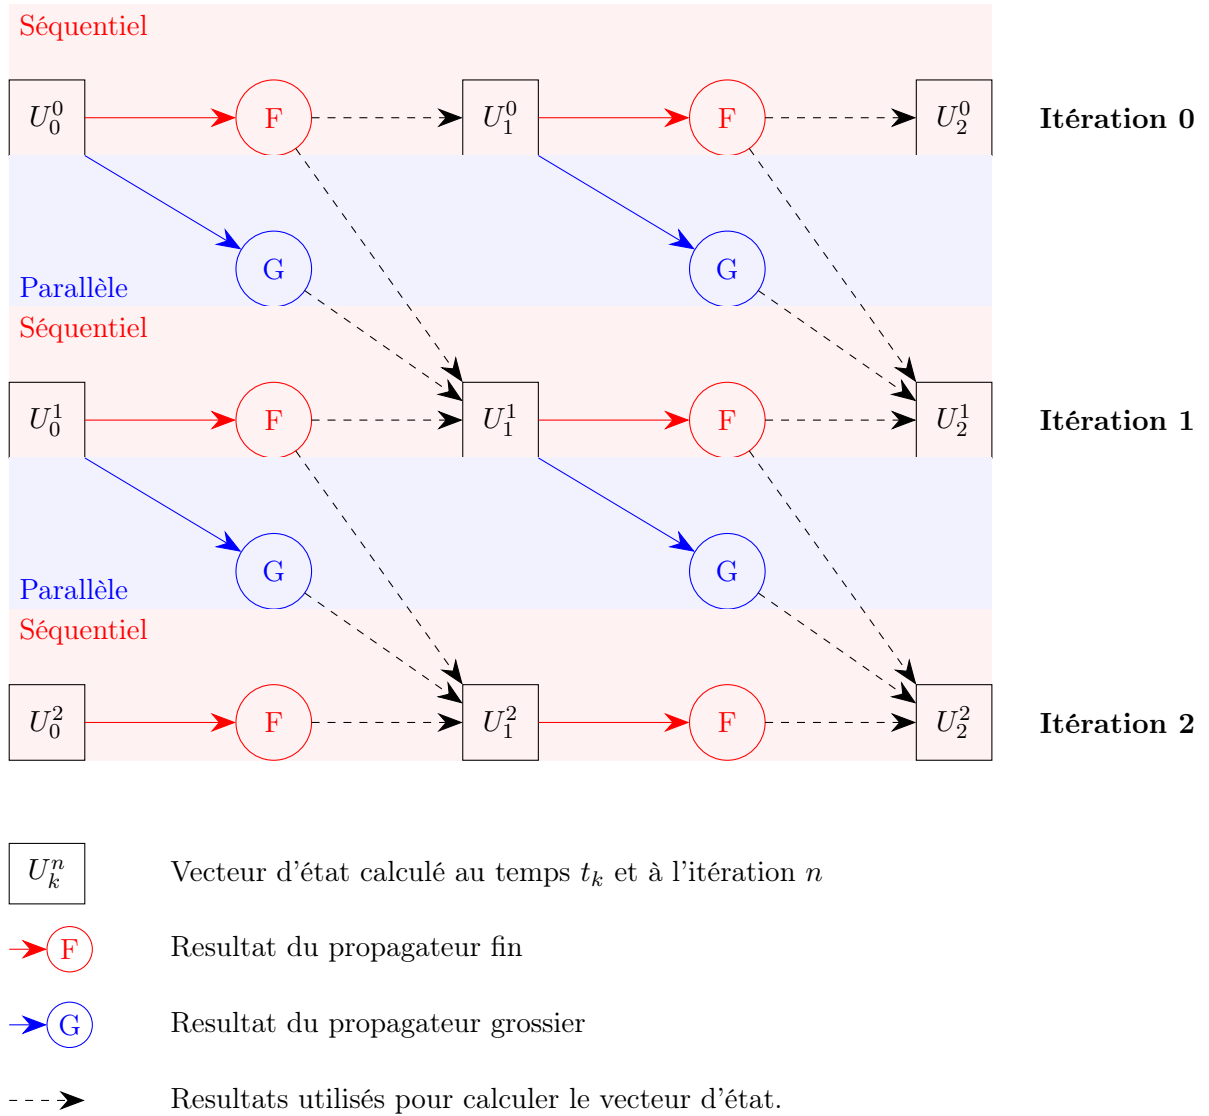 Séquentiel
U_0^0 F U_1^0 F U_2^0 Itération 0
G G
Parallèle
Séquentiel
U_0^1 F U_1^1 F U_2^1 Itération 1
G G
Parallèle
Séquentiel
U_0^2 F U_1^2 F U_2^2 Itération 2
U_k^n Vecteur d'état calculé au temps t_k et à l'itération n
F Resultat du propagateur fin
G Resultat du propagateur grossier
Resultats utilisés pour calculer le vecteur d'état.